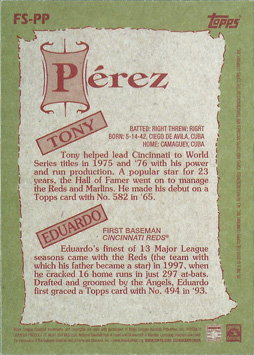 FS-PP
Topps
Pérez
TONY
BATTED: RIGHT THREW: RIGHT
BORN: 5-14-42, CIEGO DE AVILA, CUBA
HOME: CAMAGUEY, CUBA
Tony helped lead Cincinnati to World
Series titles in 1975 and '76 with his power
and run production. A popular star for 23
years, the Hall of Famer went on to manage
the Reds and Marlins. He made his debut on a
Topps card with No. 582 in '65.
EDUARDO
FIRST BASEMAN
CINCINNATI REDS®
Eduardo's finest of 13 Major League
seasons came with the Reds (the team with
which his father became a star) in 1997, when
he cracked 16 home runs in just 297 at-bats.
Drafted and groomed by the Angels, Eduardo
first graced a Topps card with No. 494 in '93.